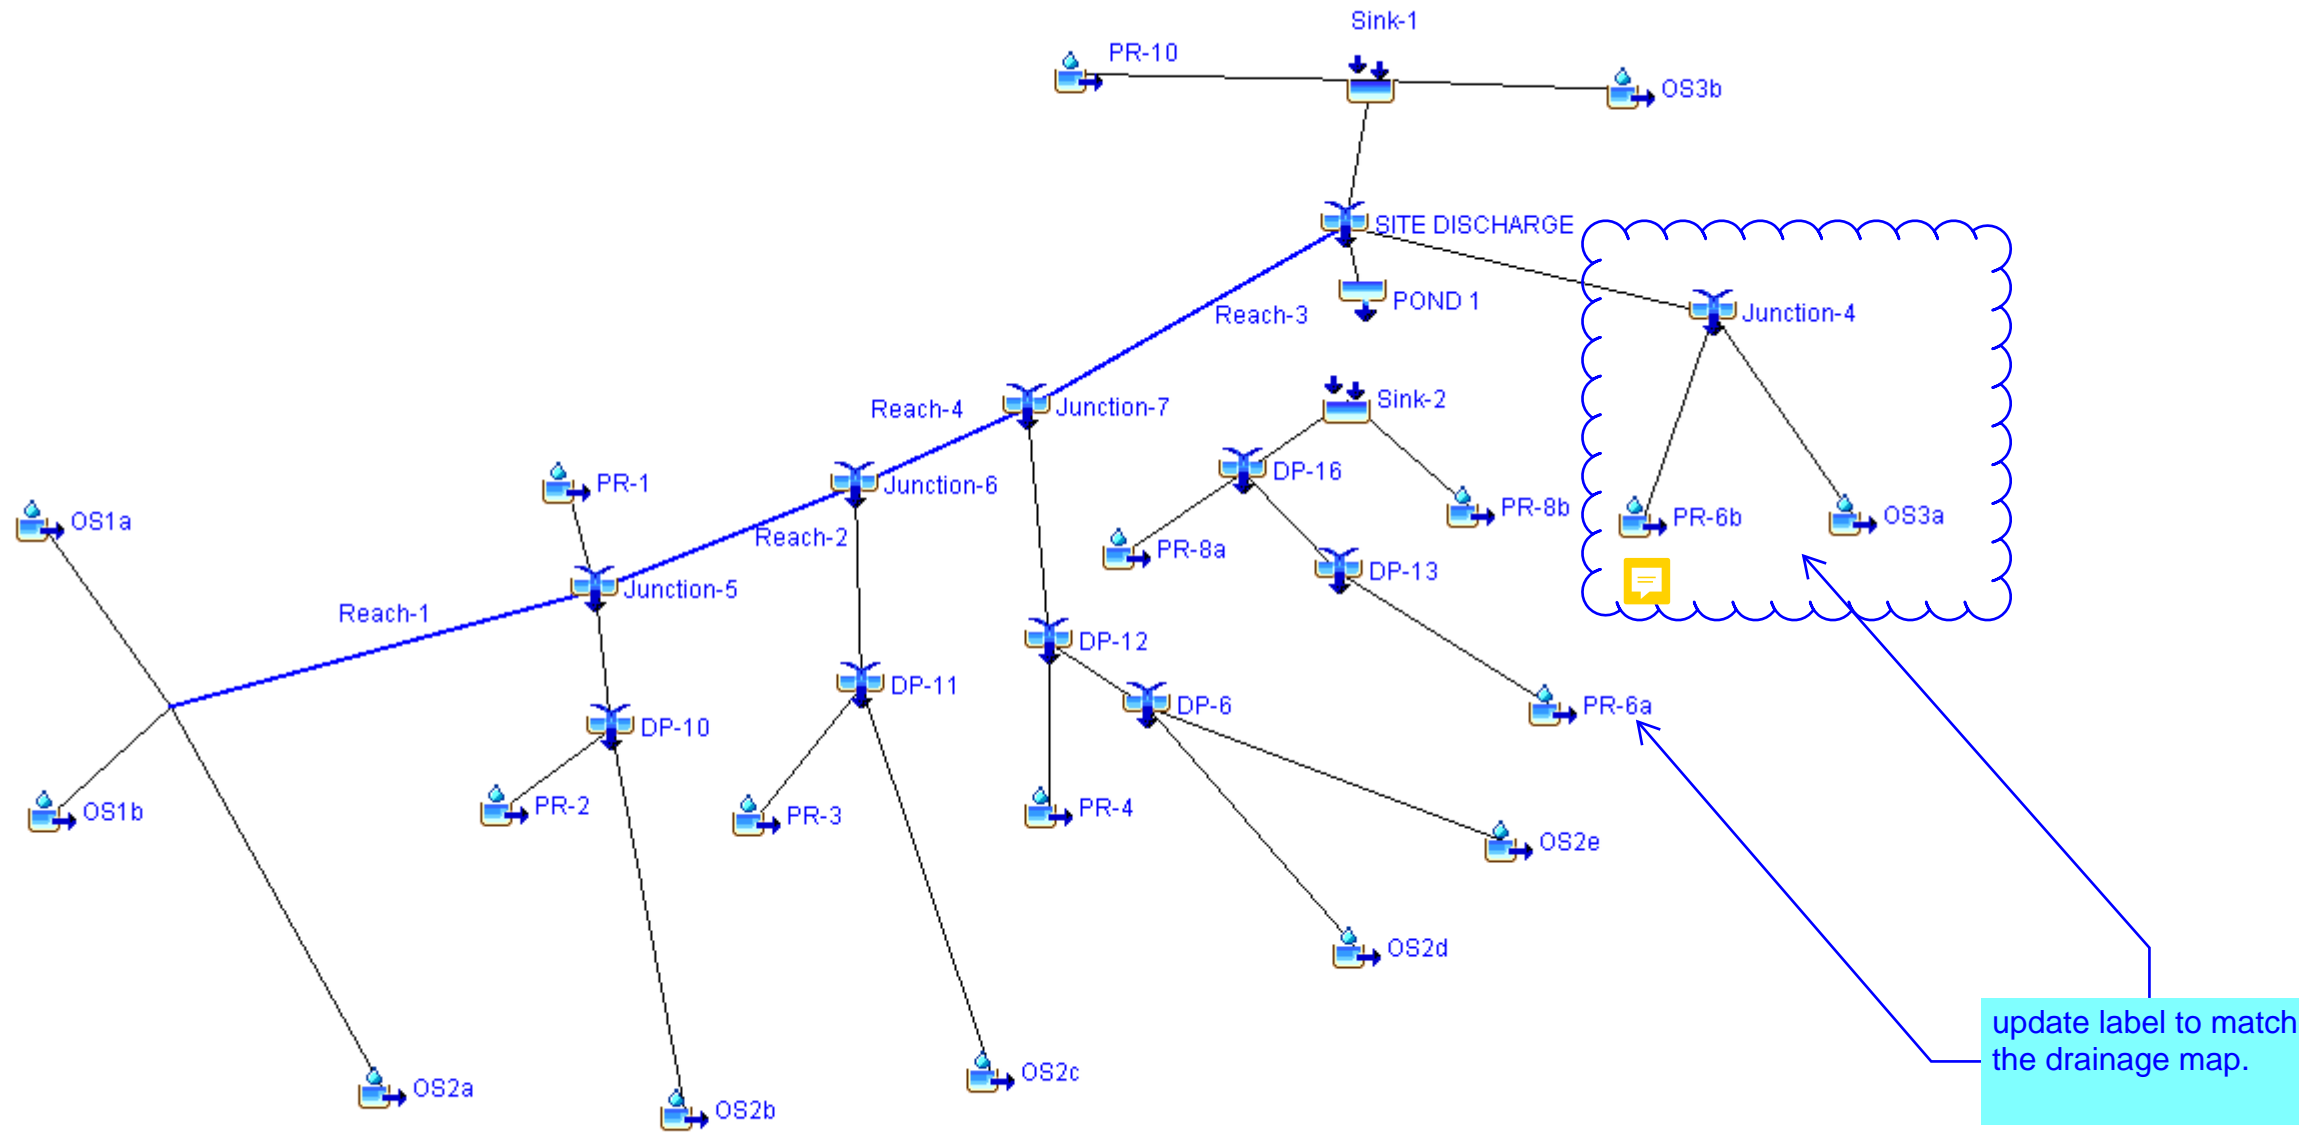 Sink-1
PR-10
OS3b
SITE DISCHARGE
POND 1
Reach-3
Junction-4
Sink-2
Reach-4
Junction-7
DP-16
PR-1
Junction-6
PR-8b
PR-6b
OS3a
OS1a
Reach-2
PR-8a
DP-13
Junction-5
Reach-1
DP-12
DP-11
DP-6
PR-6a
DP-10
OS1b
PR-2
PR-3
PR-4
OS2e
OS2d
update label to match
the drainage map.
OS2c
OS2a
OS2b